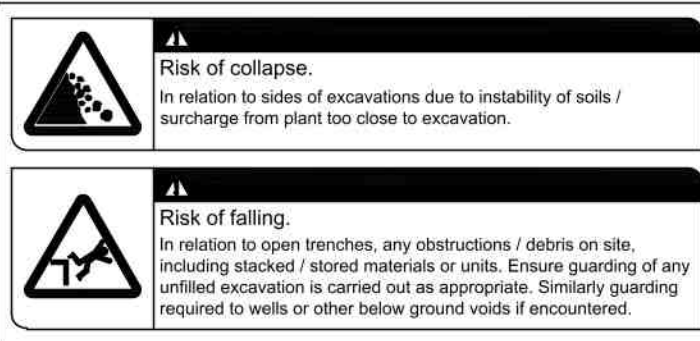 Risk of collapse.
In relation to sides of excavations due to instability of soils /
surcharge from plant too close to excavation.
Risk of falling.
In relation to open trenches, any obstructions / debris on site,
including stacked / stored materials or units. Ensure guarding of any
unfilled excavation is carried out as appropriate. Similarly guarding
required to wells or other below ground voids if encountered.